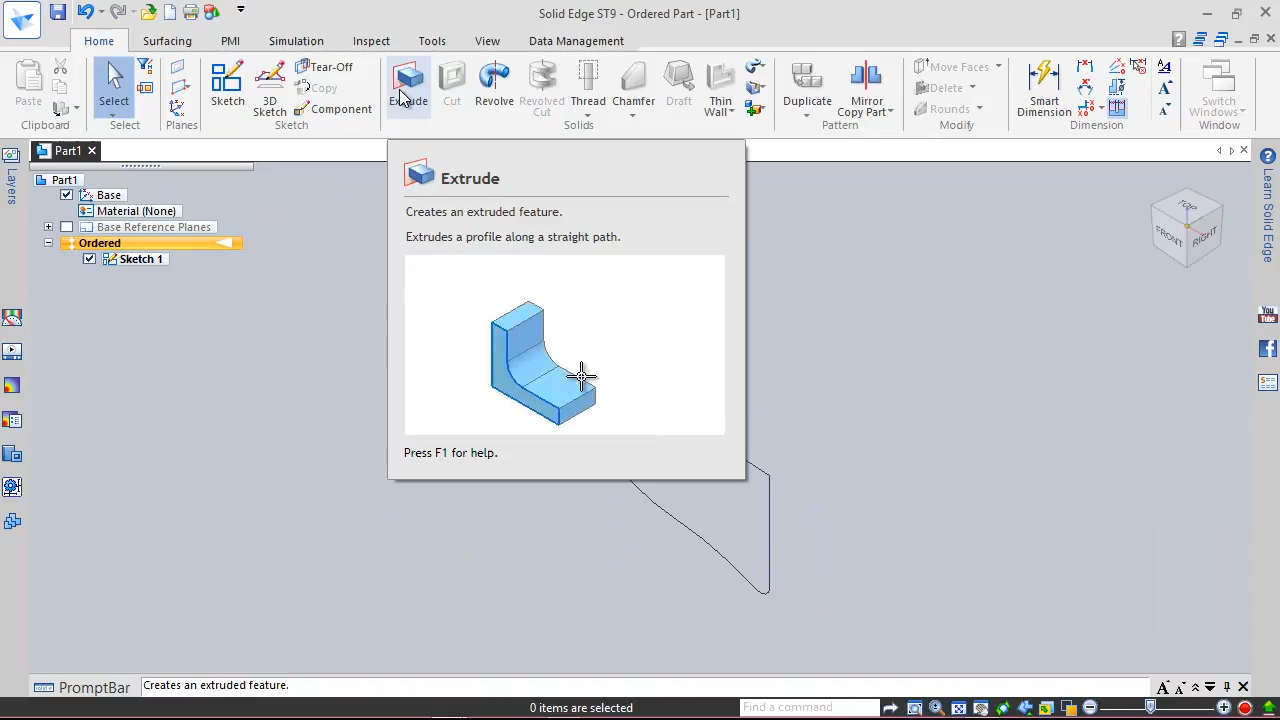 Solid Edge ST9 - Ordered Part - [Part1]
Home
Surfacing
PMI
Simulation
Inspect
Tools
View
Data Management
Paste
Clipboard
Select
Select
Planes
Sketch
3D
Sketch
Tear-Off
Copy
Component
Sketch
Extrude
Cut
Revolve
Revolved
Cut
Thread
Chamfer
Draft
Thin
Wall
Solids
Duplicate
Mirror
Copy Part
Pattern
Move Faces
Delete
Rounds
Modify
Smart
Dimension
Dimension
Switch
Windows
Window
Part1
Layers
Part1
Base
Material (None)
Base Reference Planes
Ordered
Sketch 1
Extrude
Creates an extruded feature.
Extrudes a profile along a straight path.
Press F1 for help.
TOP
FRONT
RIGHT
Learn Solid Edge
You
Tube
PromptBar
Creates an extruded feature.
0 items are selected
Find a command